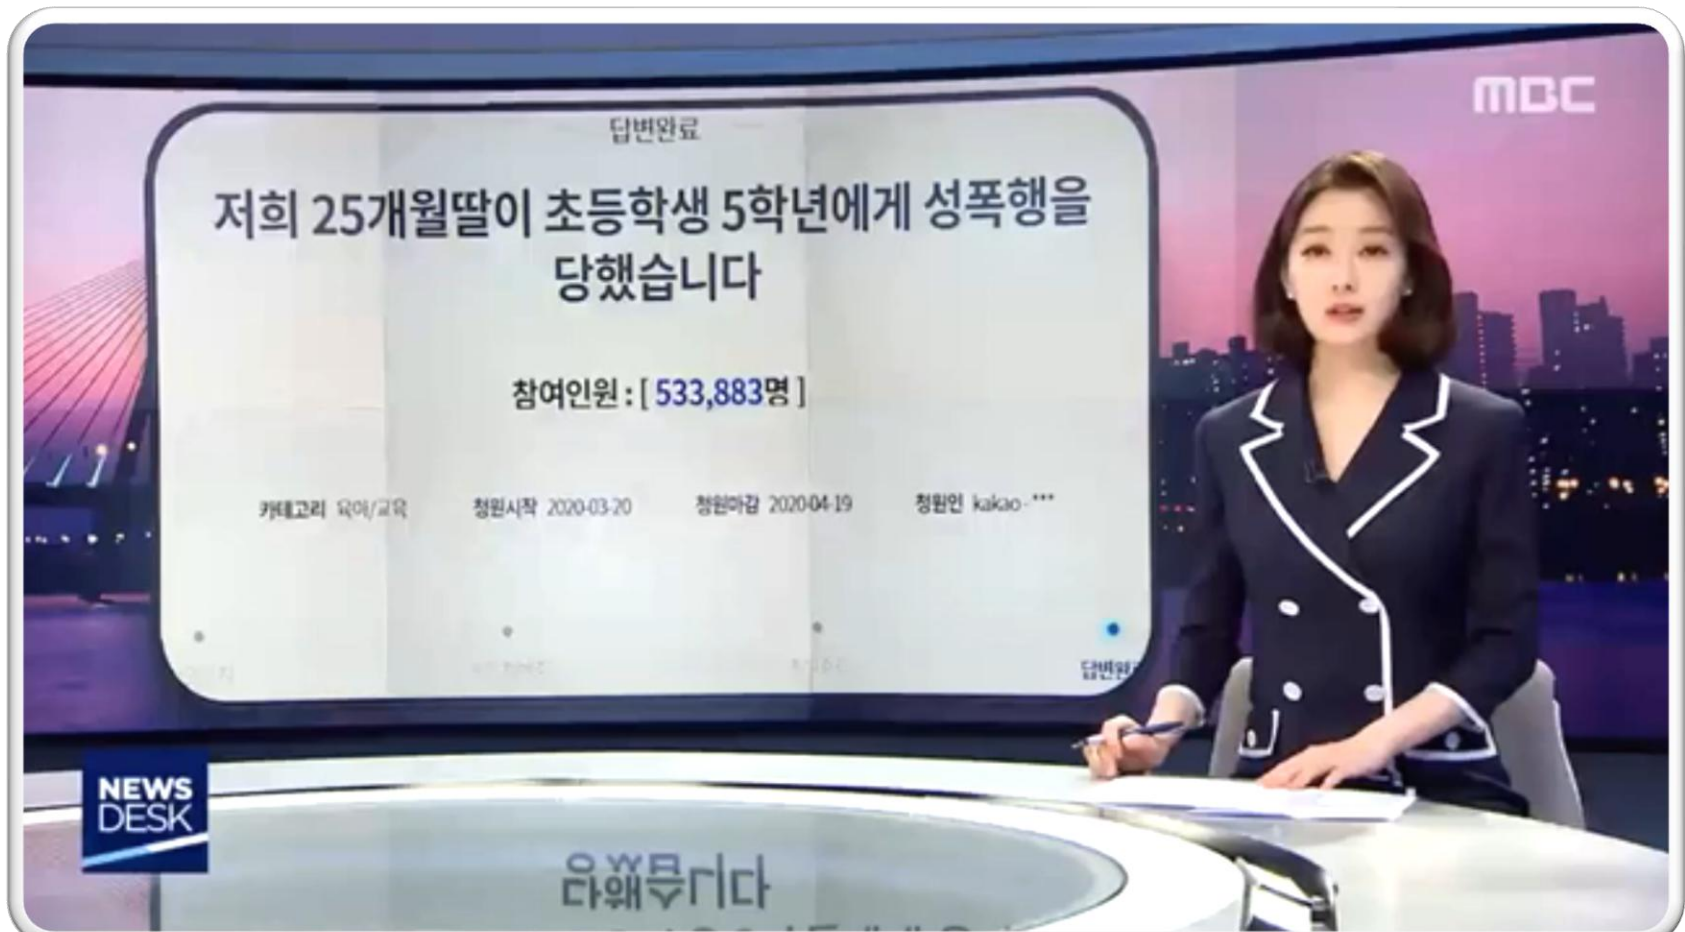 MBC
답변완료
저희 25개월딸이 초등학생 5학년에게 성폭행을
당했습니다
참여인원 : [ 533,883명 ]
카테고리 육아/교육 청원시작 2020-03-20 청원마감 2020-04-19 청원인 kakao - ***
답변완료
NEWS
DESK